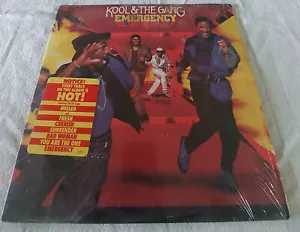 KOOL & THE GANG
EMERGENCY
NOTICE!!
EVERY TRACK
ON THIS ALBUM IS
HOT!
MISLED
FRESH
CHERISH
SURRENDER
BAD WOMAN
YOU ARE THE ONE
EMERGENCY